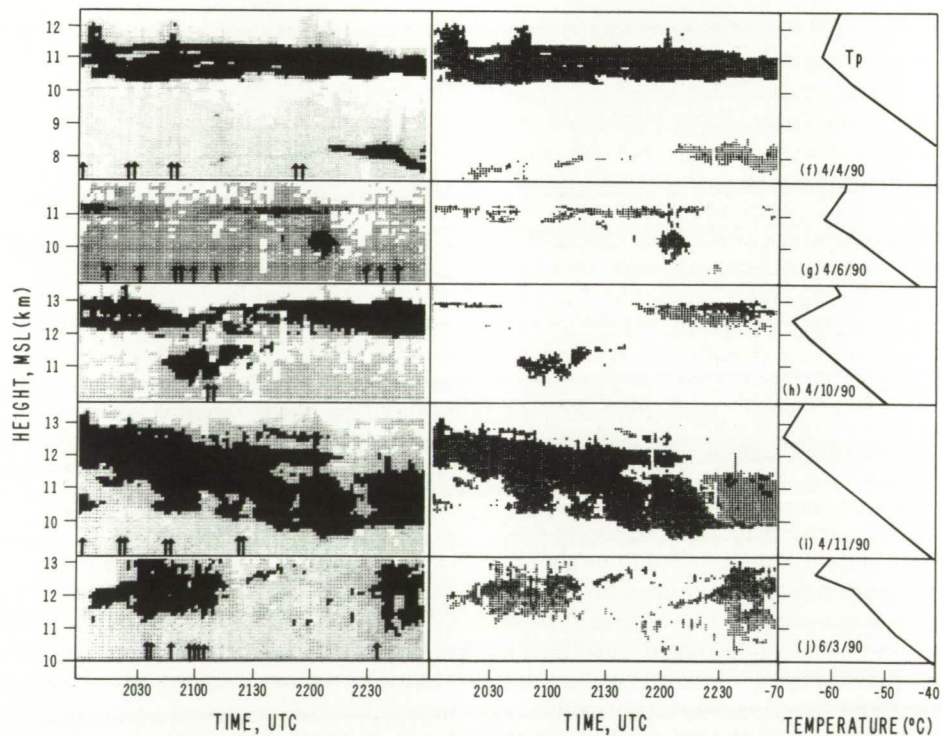 12
11
10
9
8
Tp
(f) 4/4/90
11
10
(g) 4/6/90
HEIGHT, MSL (km)
13
12
11
(h) 4/10/90
13
12
11
10
(i) 4/11/90
13
12
11
10
(j) 6/3/90
2030 2100 2130 2200 2230
2030 2100 2130 2200 2230 -70 -60 -50 -40
TIME, UTC TIME, UTC TEMPERATURE (°C)